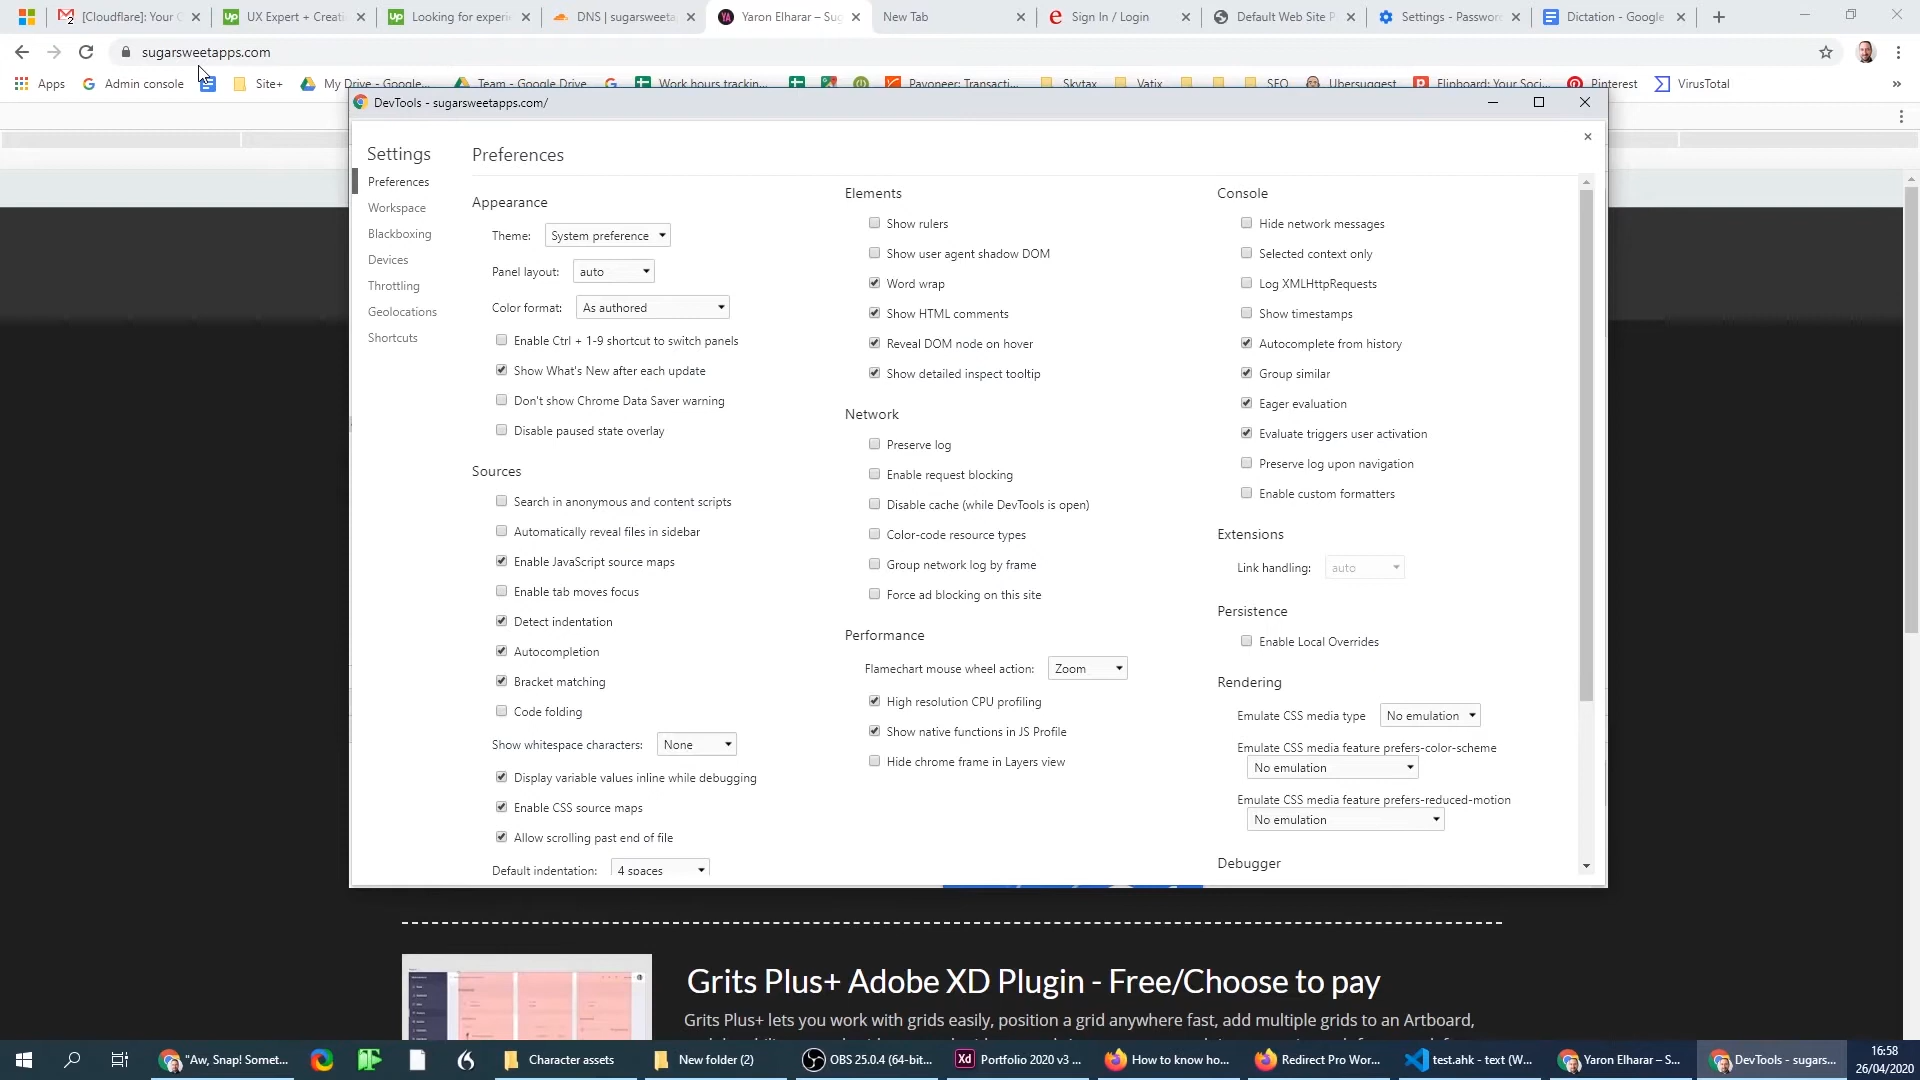 [Cloudflare]: Your C
UX Expert + Creati
Looking for experi
DNS | sugarsweeta
Yaron Elharar – Sug
New Tab
Sign In / Login
Default Web Site P
Settings - Passwor
Dictation - Google
sugarsweetapps.com
Apps
Admin console
Site+
My Drive - Google...
Team - Google Drive
Work hours trackin...
Payoneer: Transacti...
Skytax
Vatix
SEO
Ubersuggest
Flipboard: Your Soci...
Pinterest
VirusTotal
»
DevTools - sugarsweetapps.com/
Settings
Preferences
Workspace
Blackboxing
Devices
Throttling
Geolocations
Shortcuts
Preferences
Appearance
Theme: System preference
Panel layout: auto
Color format: As authored
Enable Ctrl + 1-9 shortcut to switch panels
Show What's New after each update
Don't show Chrome Data Saver warning
Disable paused state overlay
Sources
Search in anonymous and content scripts
Automatically reveal files in sidebar
Enable JavaScript source maps
Enable tab moves focus
Detect indentation
Autocompletion
Bracket matching
Code folding
Show whitespace characters: None
Display variable values inline while debugging
Enable CSS source maps
Allow scrolling past end of file
Default indentation: 4 spaces
Elements
Show rulers
Show user agent shadow DOM
Word wrap
Show HTML comments
Reveal DOM node on hover
Show detailed inspect tooltip
Network
Preserve log
Enable request blocking
Disable cache (while DevTools is open)
Color-code resource types
Group network log by frame
Force ad blocking on this site
Performance
Flamechart mouse wheel action: Zoom
High resolution CPU profiling
Show native functions in JS Profile
Hide chrome frame in Layers view
Console
Hide network messages
Selected context only
Log XMLHttpRequests
Show timestamps
Autocomplete from history
Group similar
Eager evaluation
Evaluate triggers user activation
Preserve log upon navigation
Enable custom formatters
Extensions
Link handling: auto
Persistence
Enable Local Overrides
Rendering
Emulate CSS media type No emulation
Emulate CSS media feature prefers-color-scheme
No emulation
Emulate CSS media feature prefers-reduced-motion
No emulation
Debugger
Grits Plus+ Adobe XD Plugin - Free/Choose to pay
Grits Plus+ lets you work with grids easily, position a grid anywhere fast, add multiple grids to an Artboard,
"Aw, Snap! Somet...
Character assets
New folder (2)
OBS 25.0.4 (64-bit...
Portfolio 2020 v3 ...
How to know ho...
Redirect Pro Wor...
test.ahk - text (W...
Yaron Elharar – S...
DevTools - sugars...
16:58
26/04/2020